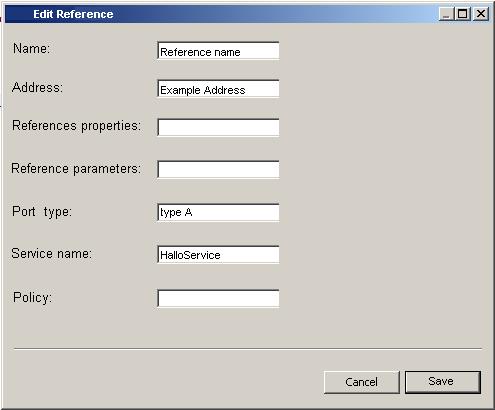 Edit Reference
Name: Reference name
Address: Example Address
References properties:
Reference parameters:
Port type: type A
Service name: HalloService
Policy:
Cancel Save